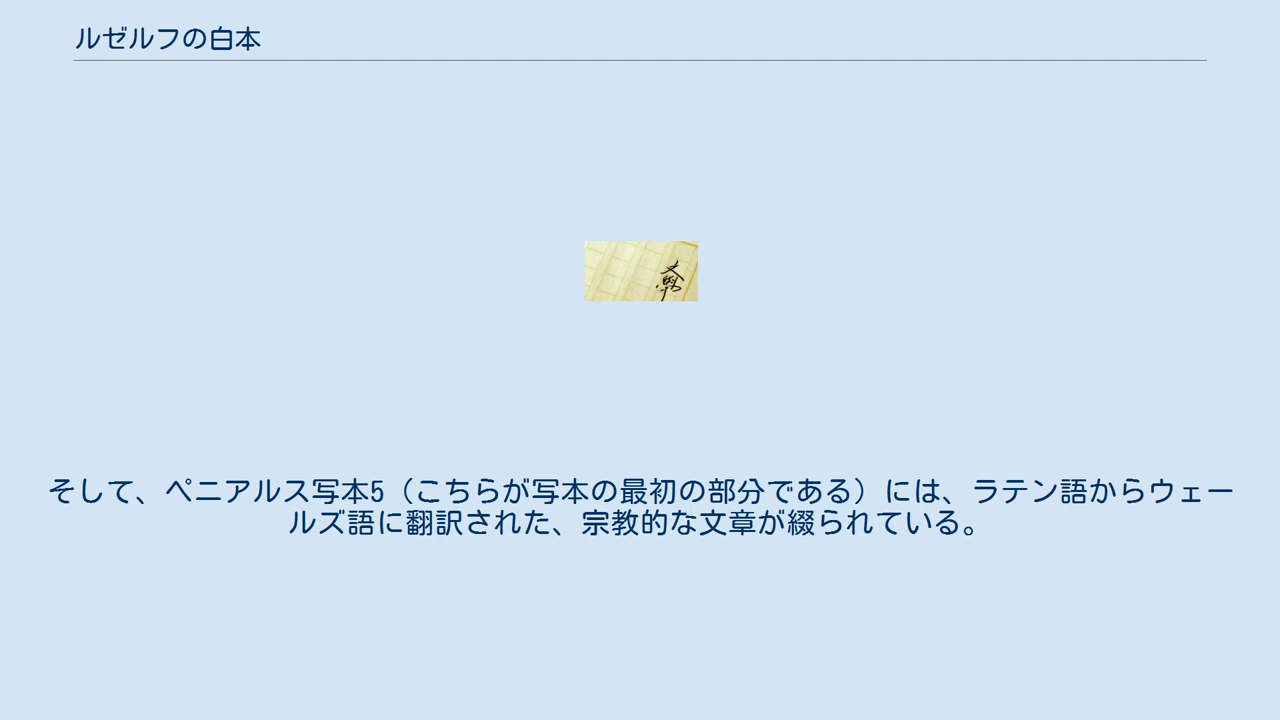 ルゼルフの白本
そして、ペニアルス写本5（こちらが写本の最初の部分である）には、ラテン語からウェー
ルズ語に翻訳された、宗教的な文章が綴られている。